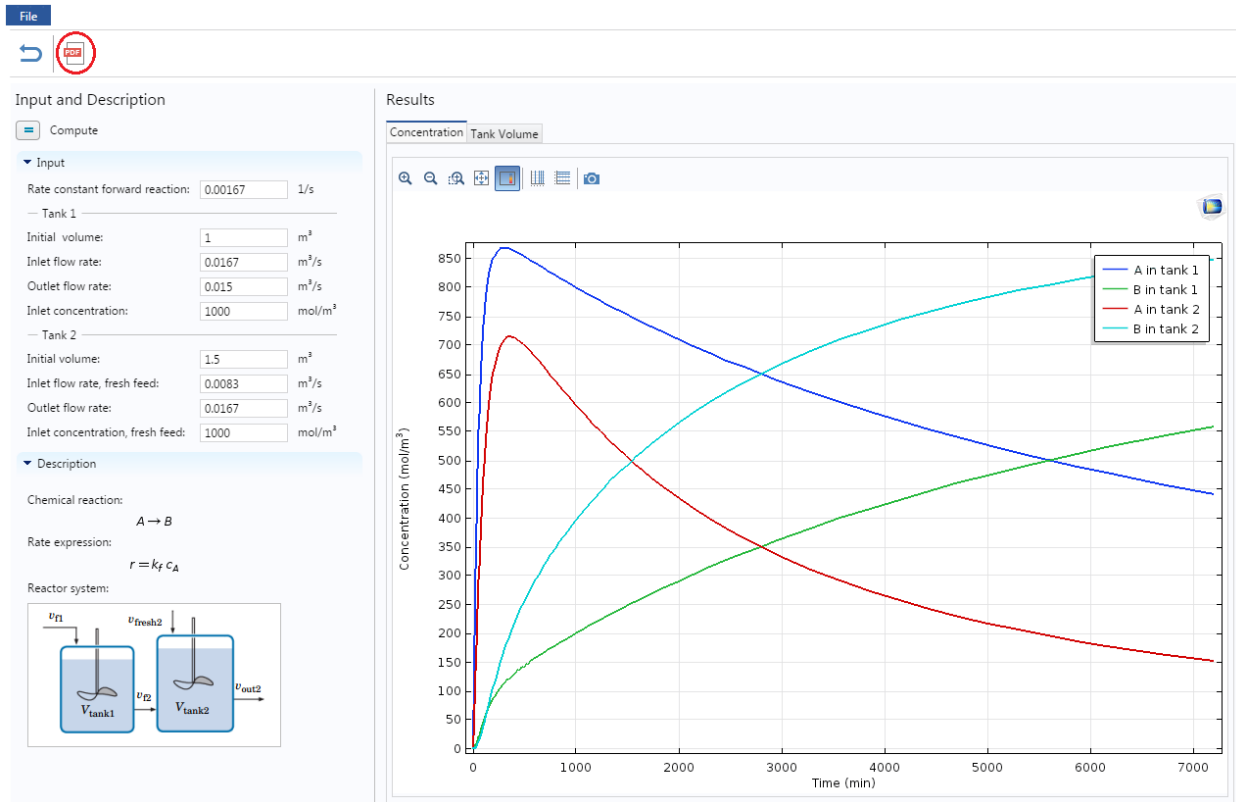 File
PDF
Input and Description
Compute
Input
Rate constant forward reaction: 0.00167 1/s
Tank 1
Initial volume: 1 m³
Inlet flow rate: 0.0167 m³/s
Outlet flow rate: 0.015 m³/s
Inlet concentration: 1000 mol/m³
Tank 2
Initial volume: 1.5 m³
Inlet flow rate, fresh feed: 0.0083 m³/s
Outlet flow rate: 0.0167 m³/s
Inlet concentration, fresh feed: 1000 mol/m³
Description
Chemical reaction:
A → B
Rate expression:
r = k_f c_A
Reactor system:
v_f1
v_fresh2
v_f2
v_out2
V_tank1
V_tank2
Results
Concentration Tank Volume
850
800
750
700
650
600
550
500
450
400
350
300
250
200
150
100
50
0
Concentration (mol/m³)
A in tank 1
B in tank 1
A in tank 2
B in tank 2
0 1000 2000 3000 4000 5000 6000 7000
Time (min)